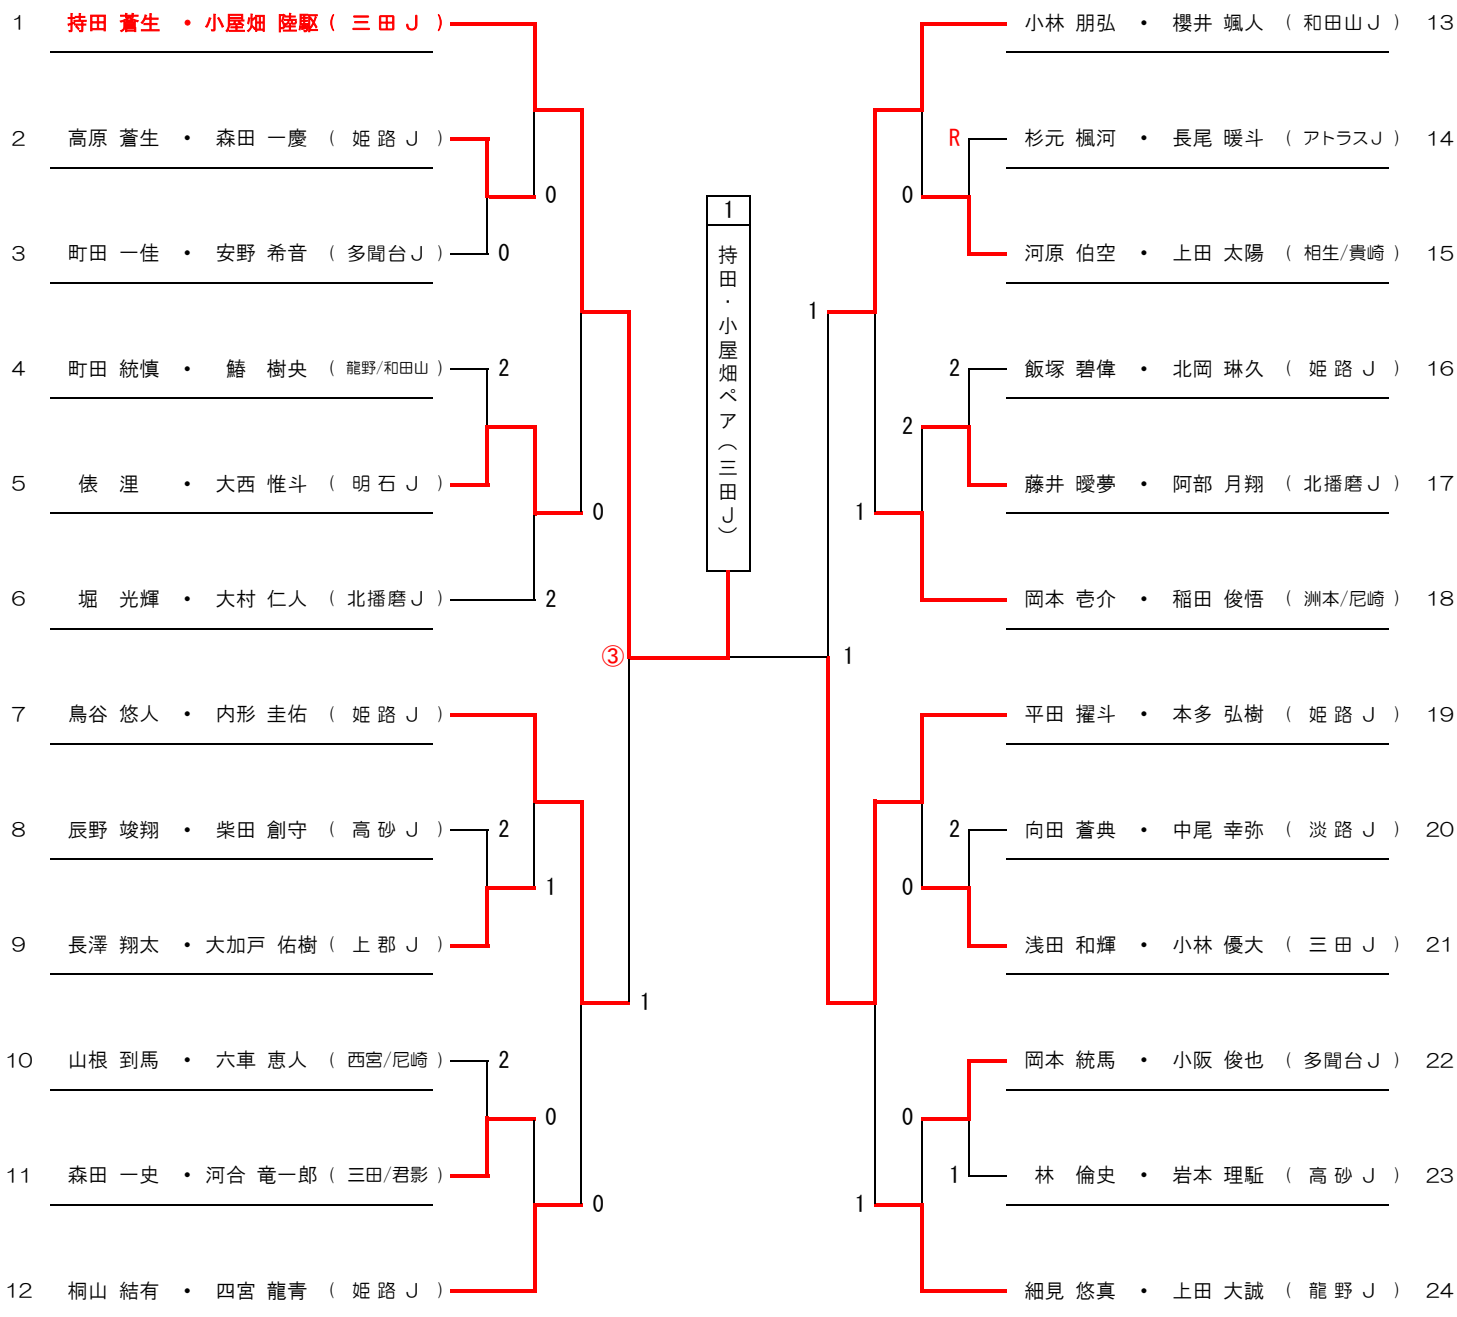 1 持田 蒼生 ・ 小屋畑 陸駆 ( 三田J )
2 高原 蒼生 ・ 森田 一慶 ( 姫路J )
0
3 町田 一佳 ・ 安野 希音 ( 多聞台J ) 0
4 町田 統慎 ・ 鰆 樹央 ( 龍野/和田山 ) 2
5 俵 浬 ・ 大西 惟斗 ( 明石J )
0
6 堀 光輝 ・ 大村 仁人 ( 北播磨J ) 2
③
7 鳥谷 悠人 ・ 内形 圭佑 ( 姫路J )
8 辰野 竣翔 ・ 柴田 創守 ( 高砂J ) 2
1
9 長澤 翔太 ・ 大加戸 佑樹 ( 上郡J )
1
10 山根 到馬 ・ 六車 恵人 ( 西宮/尼崎 ) 2
0
11 森田 一史 ・ 河合 竜一郎 ( 三田/君影 )
0
12 桐山 結有 ・ 四宮 龍青 ( 姫路J )
1
持田・小屋畑ペア(三田J)
小林 朋弘 ・ 櫻井 颯人 ( 和田山J ) 13
R 杉元 楓河 ・ 長尾 暖斗 ( アトラスJ ) 14
0
河原 伯空 ・ 上田 太陽 ( 相生/貴崎 ) 15
1
2 飯塚 碧偉 ・ 北岡 琳久 ( 姫路J ) 16
2
藤井 曖夢 ・ 阿部 月翔 ( 北播磨J ) 17
1
岡本 壱介 ・ 稲田 俊悟 ( 洲本/尼崎 ) 18
1
平田 擢斗 ・ 本多 弘樹 ( 姫路J ) 19
2 向田 蒼典 ・ 中尾 幸弥 ( 淡路J ) 20
0
浅田 和輝 ・ 小林 優大 ( 三田J ) 21
岡本 統馬 ・ 小阪 俊也 ( 多聞台J ) 22
0
1 林 倫史 ・ 岩本 理駈 ( 高砂J ) 23
1
細見 悠真 ・ 上田 大誠 ( 龍野J ) 24